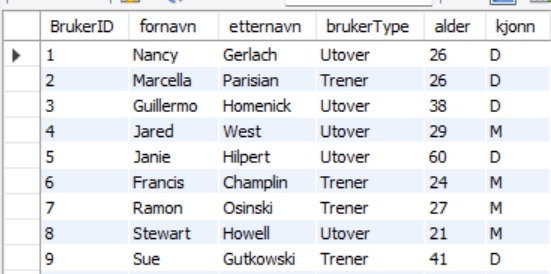 BrukerID fornavn etternavn brukerType alder kjonn
1 Nancy Gerlach Utover 26 D
2 Marcella Parisian Trener 26 D
3 Guillermo Homenick Utover 38 D
4 Jared West Utover 29 M
5 Janie Hilpert Utover 60 D
6 Francis Champlin Trener 24 M
7 Ramon Osinski Trener 27 M
8 Stewart Howell Utover 21 M
9 Sue Gutkowski Trener 41 D